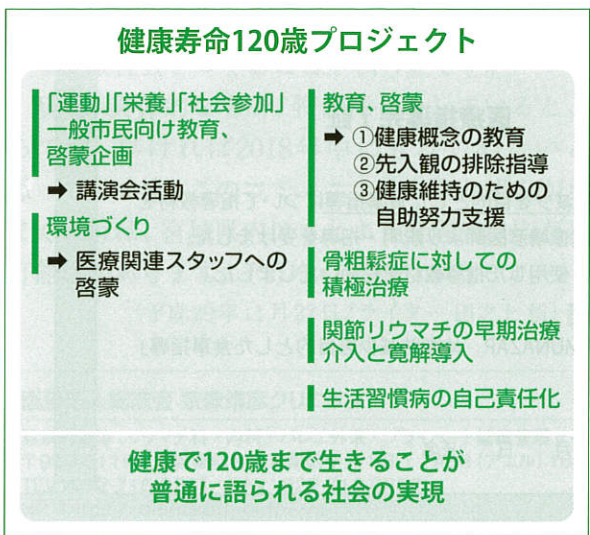 健康寿命120歳プロジェクト
「運動」「栄養」「社会参加」
一般市民向け教育、
啓蒙企画
➡ 講演会活動
環境づくり
➡ 医療関連スタッフへの
啓蒙
教育、啓蒙
➡ ①健康概念の教育
②先入観の排除指導
③健康維持のための
自助努力支援
骨粗鬆症に対しての
積極治療
関節リウマチの早期治療
介入と寛解導入
生活習慣病の自己責任化
健康で120歳まで生きることが
普通に語られる社会の実現